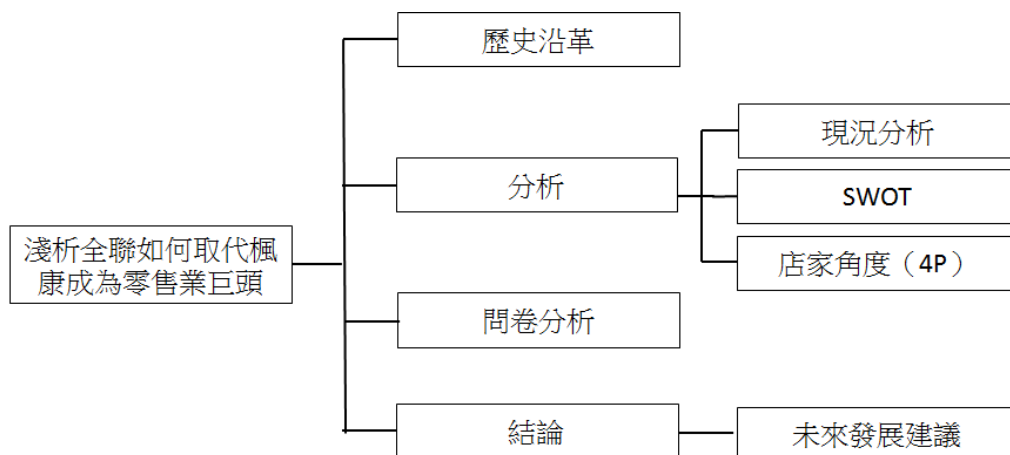 歷史沿革
現況分析
分析
SWOT
淺析全聯如何取代楓
康成為零售業巨頭
店家角度（4P）
問卷分析
結論
未來發展建議